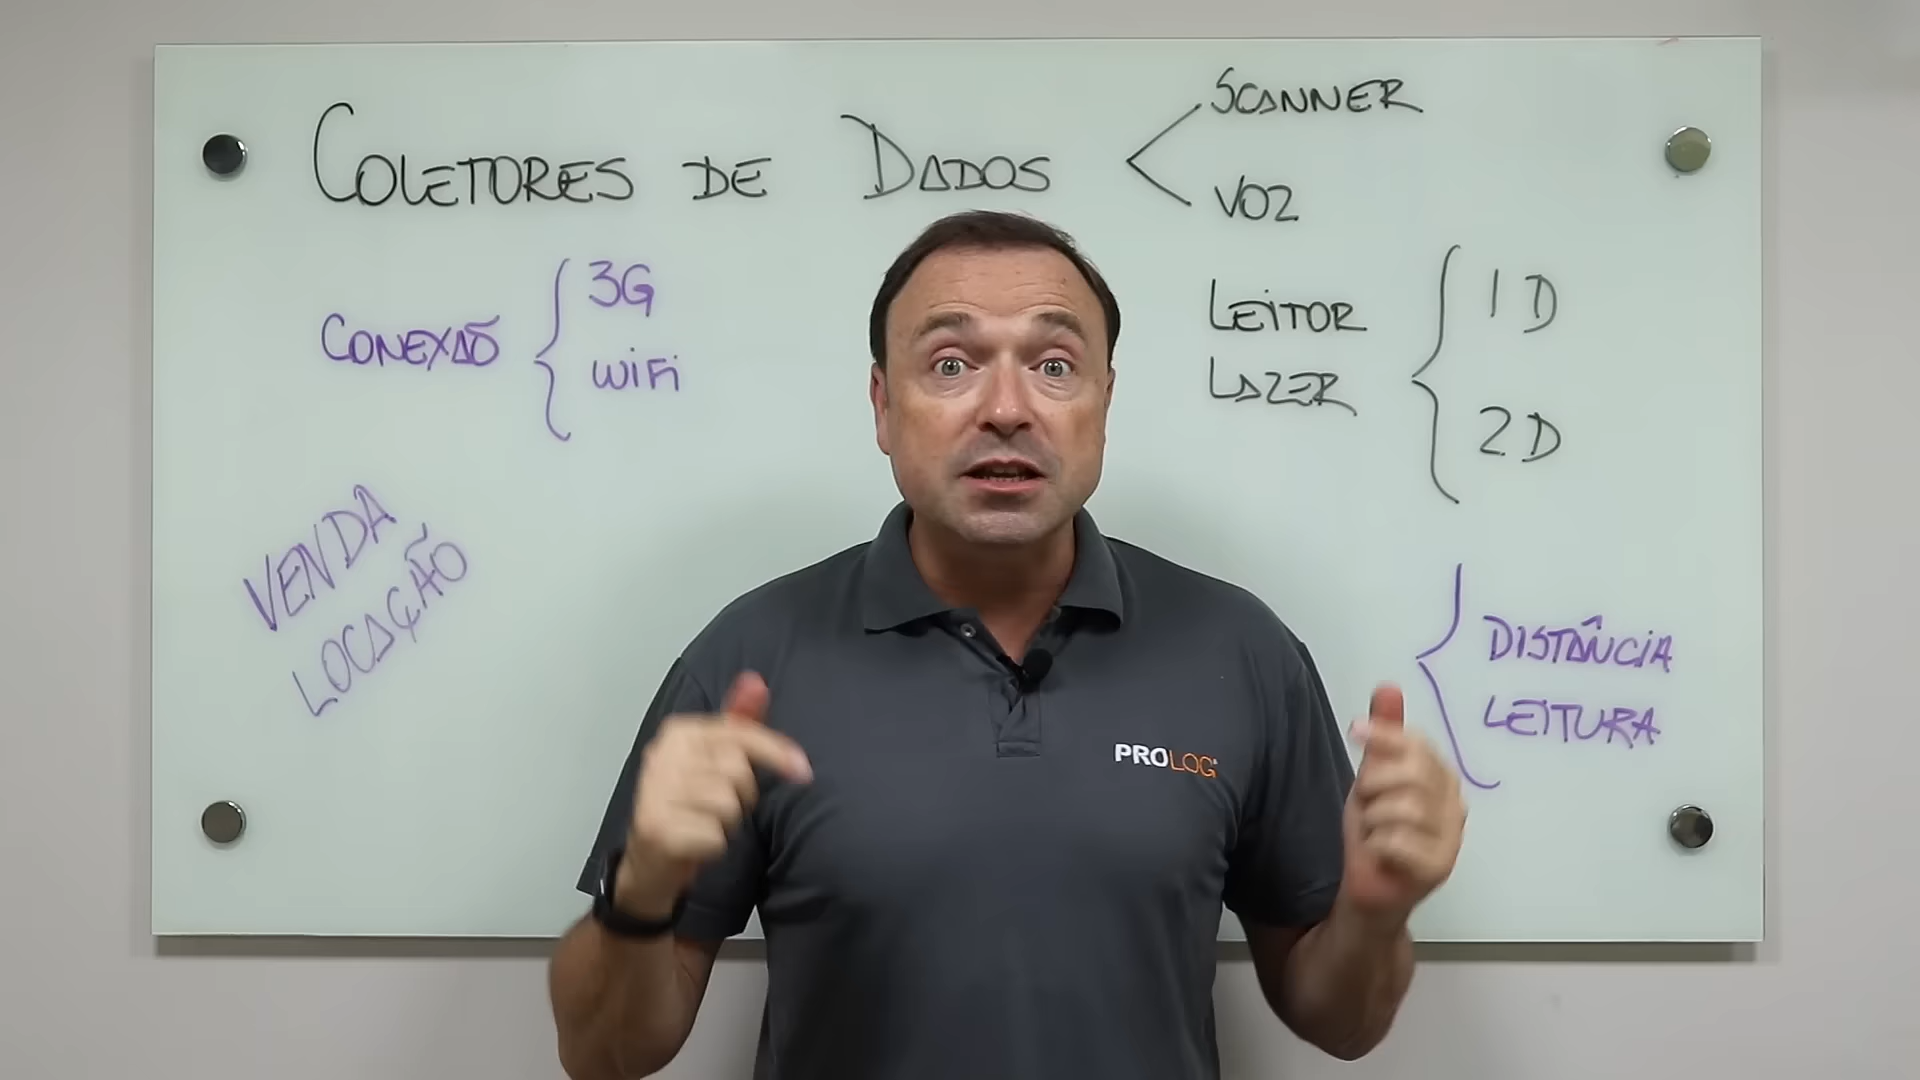 COLETORES DE DADOS
SCANNER
VOZ
CONEXÃO
3G
WIFI
LEITOR
LAZER
1D
2D
VENDA
LOCAÇÃO
DISTÂNCIA
LEITURA
PROLOG